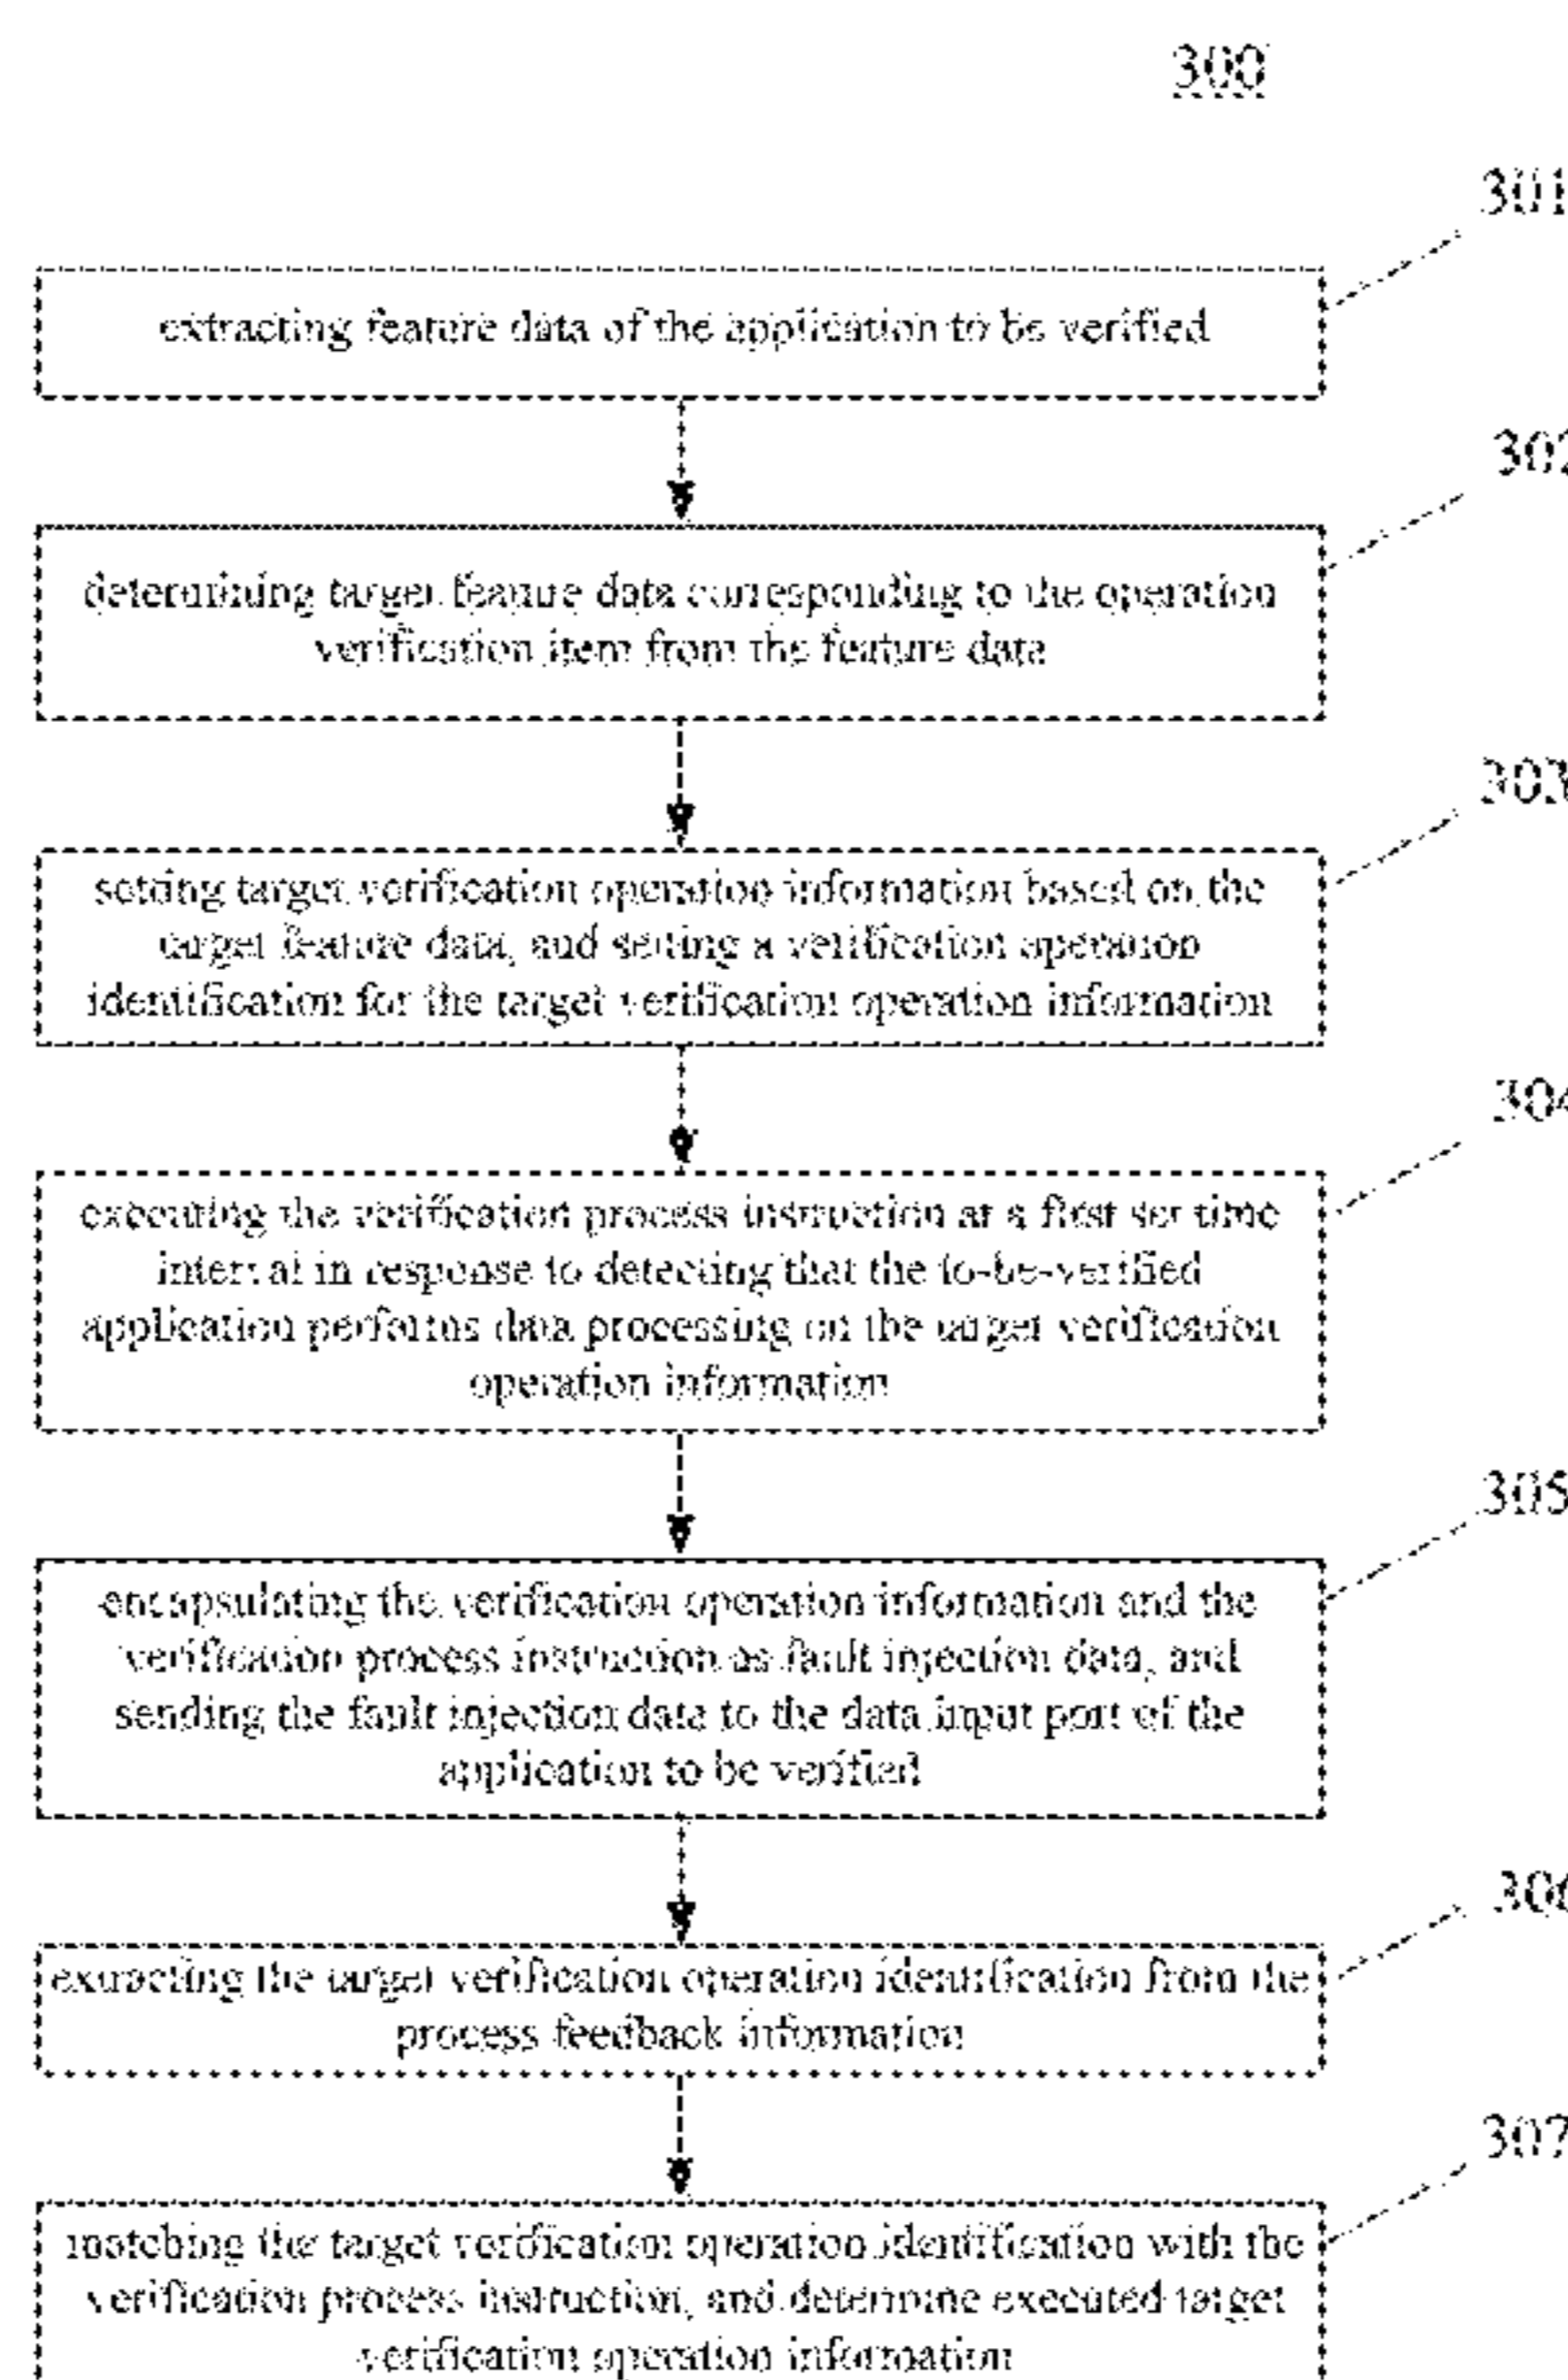 300
301
extracting feature data of the application to be verified
302
determining target feature data corresponding to the operation
verification item from the feature data
303
setting target verification operation information based on the
target feature data, and setting a verification operation
identification for the target verification operation information
304
executing the verification process instruction at a first set time
interval in response to detecting that the to-be-verified
application performs data processing on the target verification
operation information
305
encapsulating the verification operation information and the
verification process instruction as fault injection data, and
sending the fault injection data to the data input port of the
application to be verified
306
extracting the target verification operation identification from the
process feedback information
307
matching the target verification operation identification with the
verification process instruction, and determine executed target
verification operation information